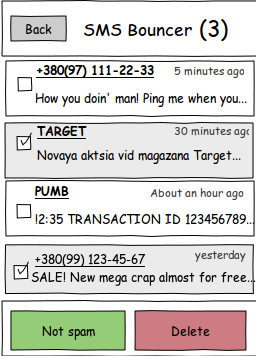 Back
SMS Bouncer (3)
+380(97) 111-22-33
5 minutes ago
How you doin' man! Ping me when you...
TARGET
30 minutes ago
Novaya aktsia vid magazana Target...
PUMB
About an hour ago
!2:35 TRANSACTION ID 123456789...
+380(99) 123-45-67
yesterday
SALE! New mega crap almost for free...
Not spam
Delete